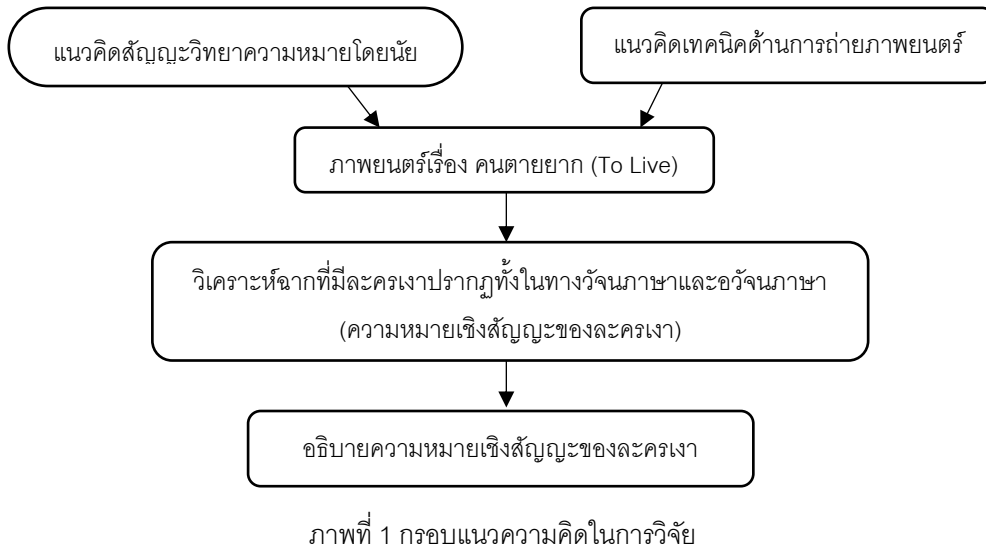 แนวคิดสัญญะวิทยาความหมายโดยนัย
แนวคิดเทคนิคด้านการถ่ายภาพยนตร์
ภาพยนตร์เรื่อง คนตายยาก (To Live)
วิเคราะห์ฉากที่มีละครเงาปรากฏทั้งในทางวัจนภาษาและอวัจนภาษา
(ความหมายเชิงสัญญะของละครเงา)
อธิบายความหมายเชิงสัญญะของละครเงา
ภาพที่ 1 กรอบแนวความคิดในการวิจัย